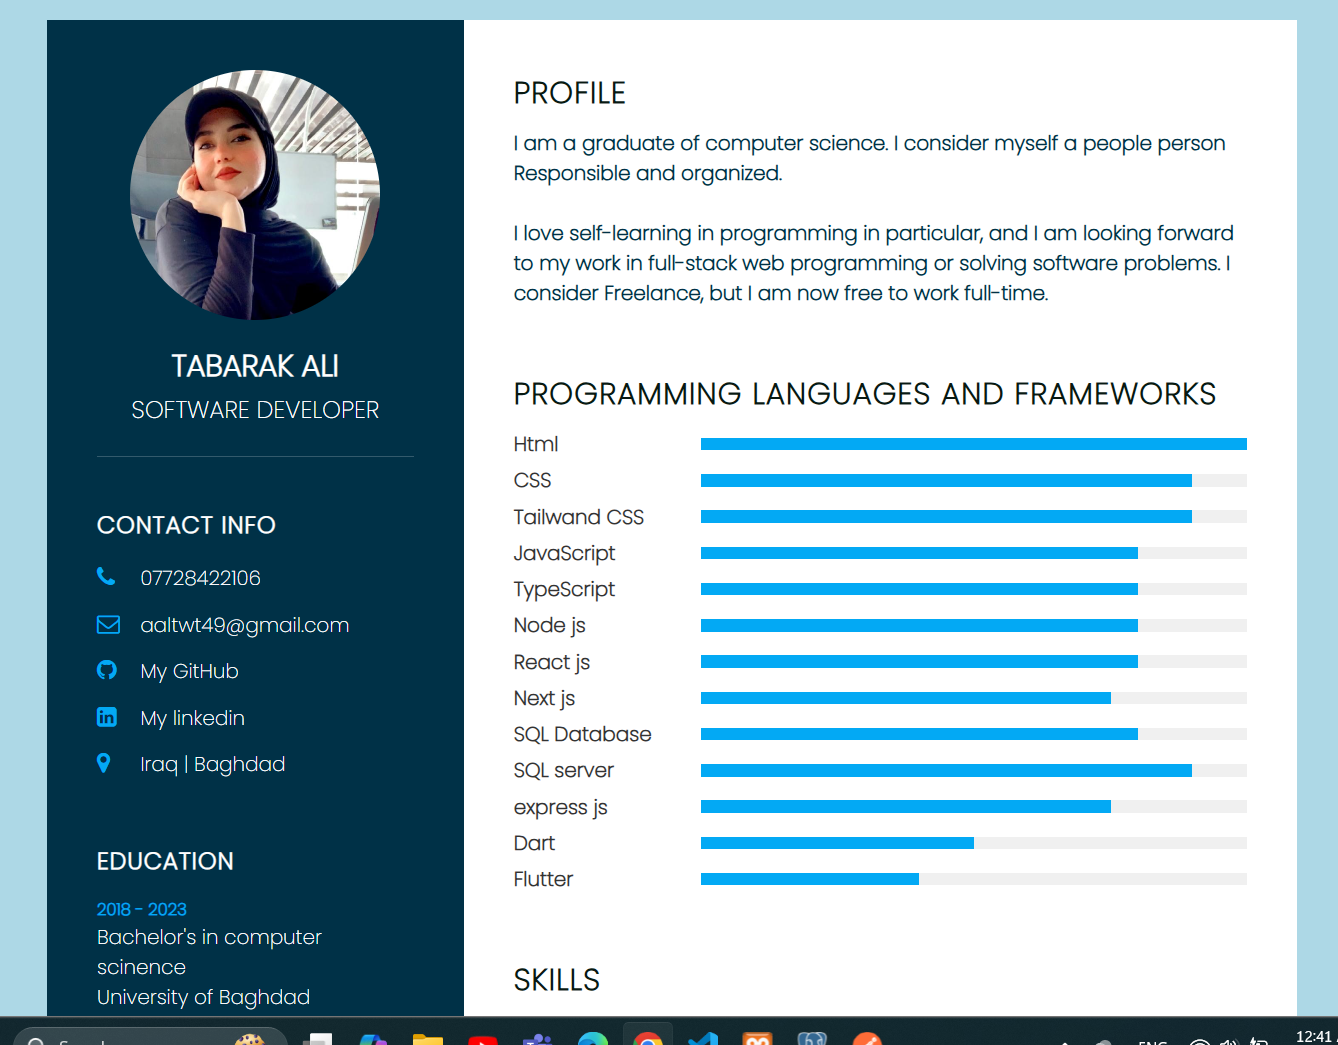 TABARAK ALI
SOFTWARE DEVELOPER
CONTACT INFO
07728422106
aaltwt49@gmail.com
My GitHub
My linkedin
Iraq | Baghdad
EDUCATION
2018 - 2023
Bachelor's in computer
scinence
University of Baghdad
PROFILE
I am a graduate of computer science. I consider myself a people person
Responsible and organized.
I love self-learning in programming in particular, and I am looking forward
to my work in full-stack web programming or solving software problems. I
consider Freelance, but I am now free to work full-time.
PROGRAMMING LANGUAGES AND FRAMEWORKS
Html
CSS
Tailwand CSS
JavaScript
TypeScript
Node js
React js
Next js
SQL Database
SQL server
express js
Dart
Flutter
SKILLS
12:41